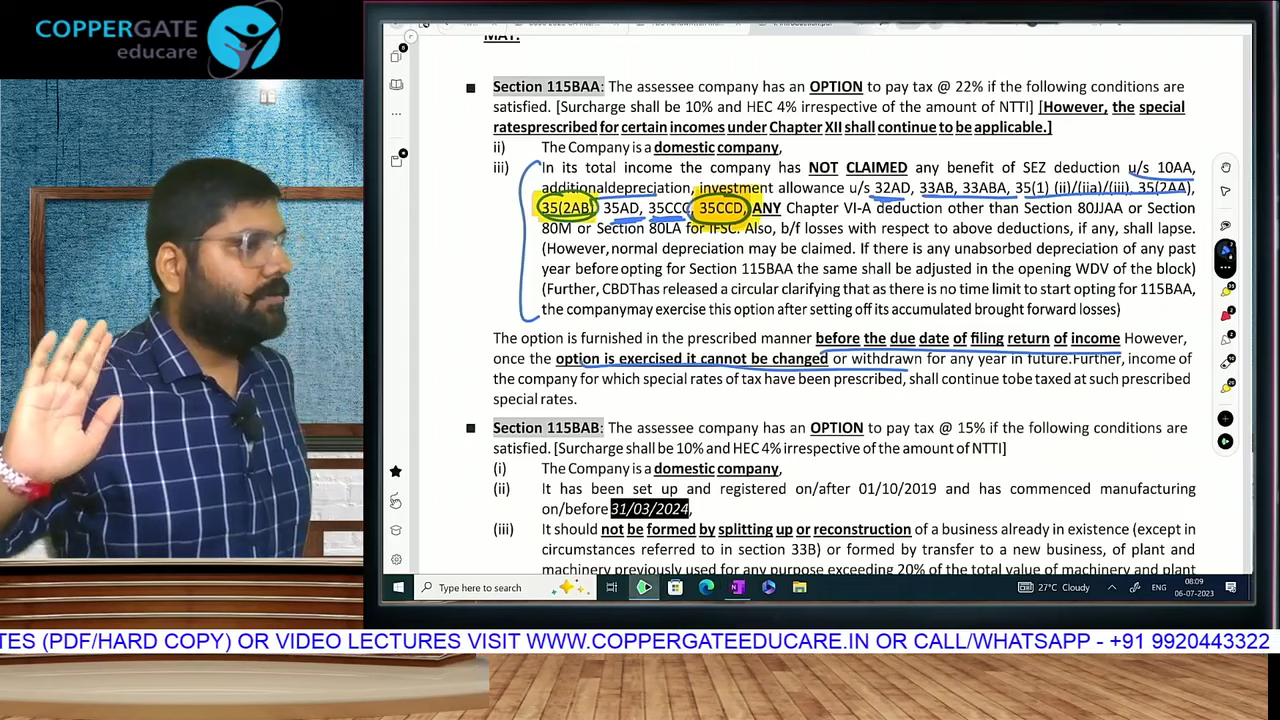 COPPERGATE
educare
MAT.
■ Section 115BAA: The assessee company has an OPTION to pay tax @ 22% if the following conditions are
satisfied. [Surcharge shall be 10% and HEC 4% irrespective of the amount of NTTI] [However, the special
ratesprescribed for certain incomes under Chapter XII shall continue to be applicable.]
ii) The Company is a domestic company,
iii) In its total income the company has NOT CLAIMED any benefit of SEZ deduction u/s 10AA,
additionaldepreciation, investment allowance u/s 32AD, 33AB, 33ABA, 35(1) (ii)/(iia)/(iii), 35(2AA),
35(2AB), 35AD, 35CCC, 35CCD, ANY Chapter VI-A deduction other than Section 80JJAA or Section
80M or Section 80LA for IFSC. Also, b/f losses with respect to above deductions, if any, shall lapse.
(However, normal depreciation may be claimed. If there is any unabsorbed depreciation of any past
year before opting for Section 115BAA the same shall be adjusted in the opening WDV of the block)
(Further, CBDThas released a circular clarifying that as there is no time limit to start opting for 115BAA,
the companymay exercise this option after setting off its accumulated brought forward losses)
The option is furnished in the prescribed manner before the due date of filing return of income However,
once the option is exercised it cannot be changed or withdrawn for any year in future.Further, income of
the company for which special rates of tax have been prescribed, shall continue tobe taxed at such prescribed
special rates.
■ Section 115BAB: The assessee company has an OPTION to pay tax @ 15% if the following conditions are
satisfied. [Surcharge shall be 10% and HEC 4% irrespective of the amount of NTTI]
(i) The Company is a domestic company,
(ii) It has been set up and registered on/after 01/10/2019 and has commenced manufacturing
on/before 31/03/2024,
(iii) It should not be formed by splitting up or reconstruction of a business already in existence (except in
circumstances referred to in section 33B) or formed by transfer to a new business, of plant and
machinery previously used for any purpose exceeding 20% of the total value of machinery and plant
Type here to search
27°C Cloudy
ENG
08:09
06-07-2023
TES (PDF/HARD COPY) OR VIDEO LECTURES VISIT WWW.COPPERGATEEDUCARE.IN OR CALL/WHATSAPP - +91 9920443322